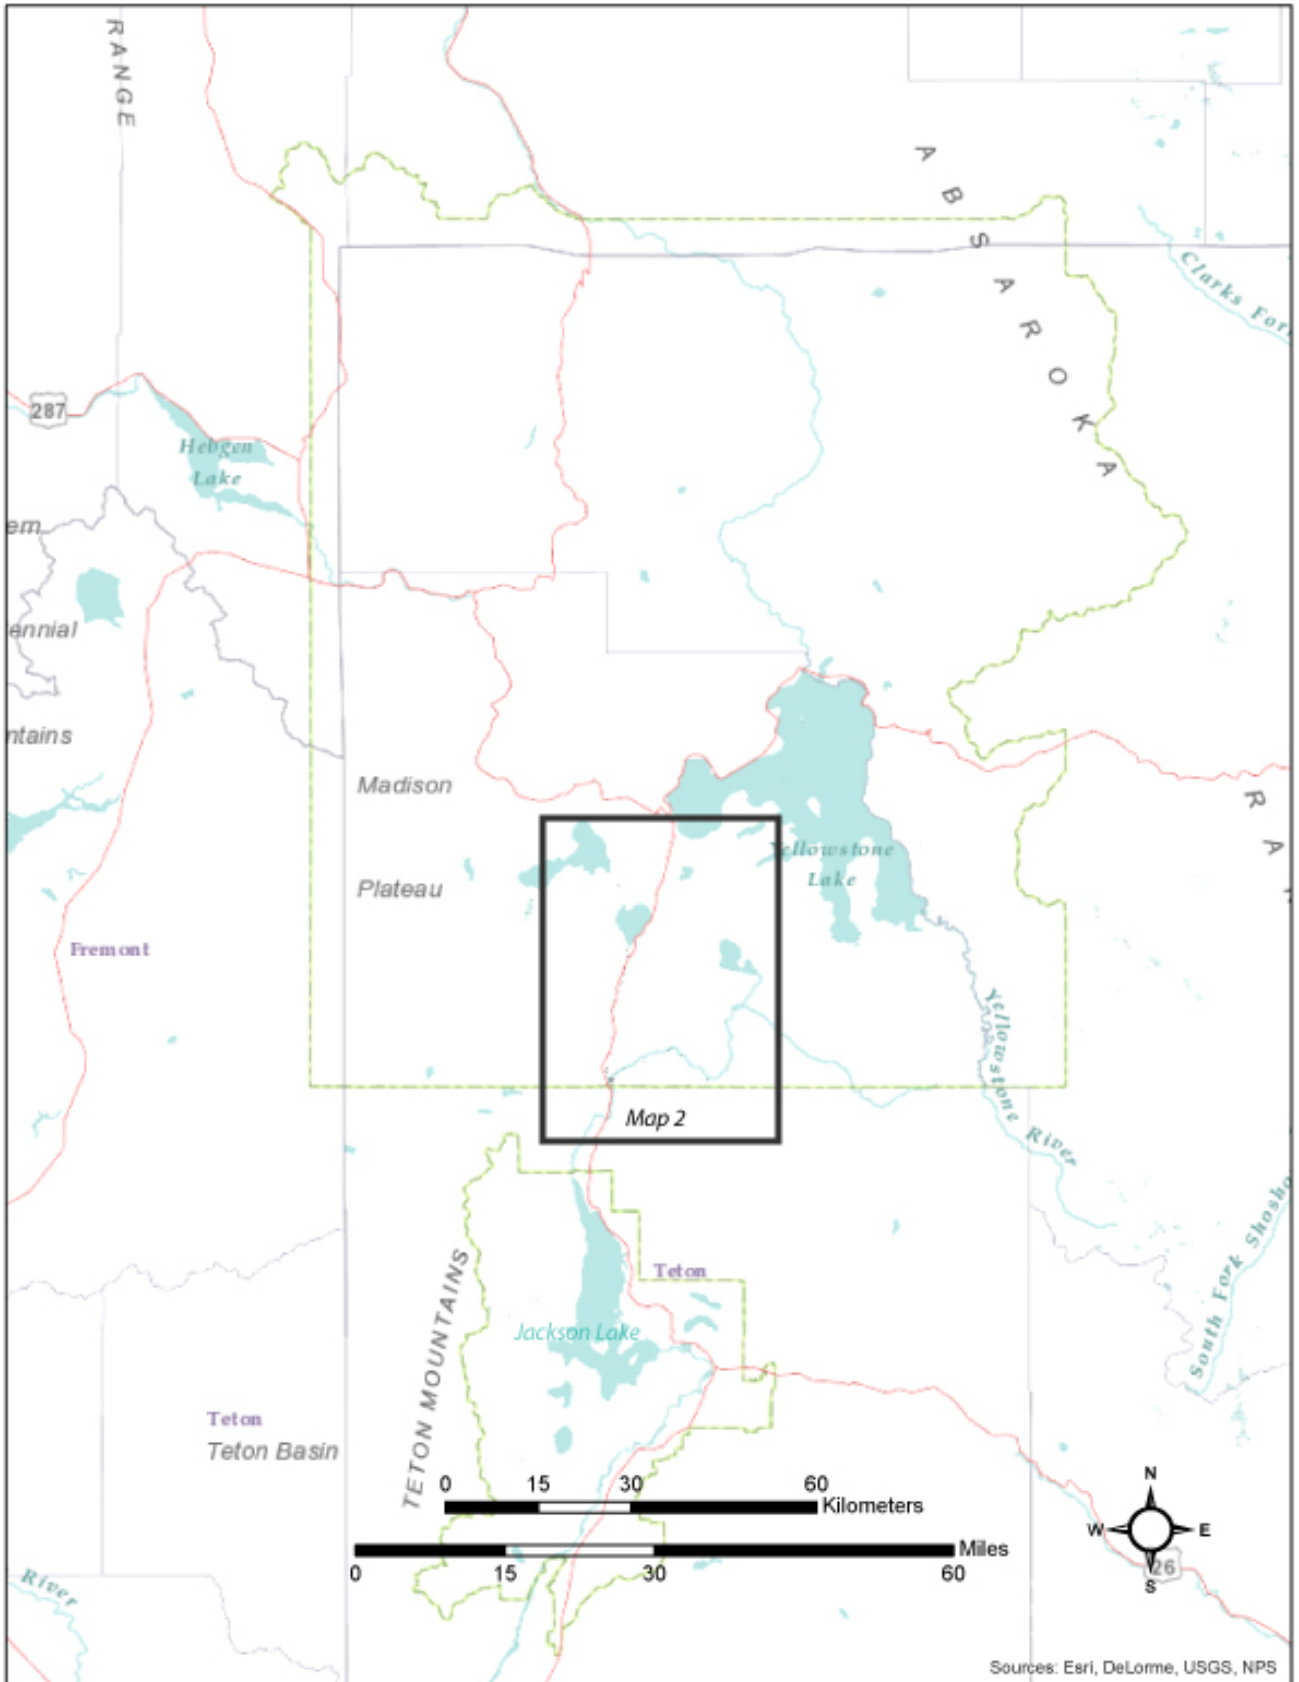 RANGE
ABSAROKA
Clarks For
287
Hebgen
Lake
ern
ennial
ntains
Madison
Plateau
Yellowstone
Lake
RA
Fremont
Yellowstone River
Map 2
South Fork Shosho
TETON MOUNTAINS
Teton
Jackson Lake
Teton
Teton Basin
0 15 30 60
Kilometers
Miles
0 15 30 60
N
W E
S
26
River
Sources: Esri, DeLorme, USGS, NPS